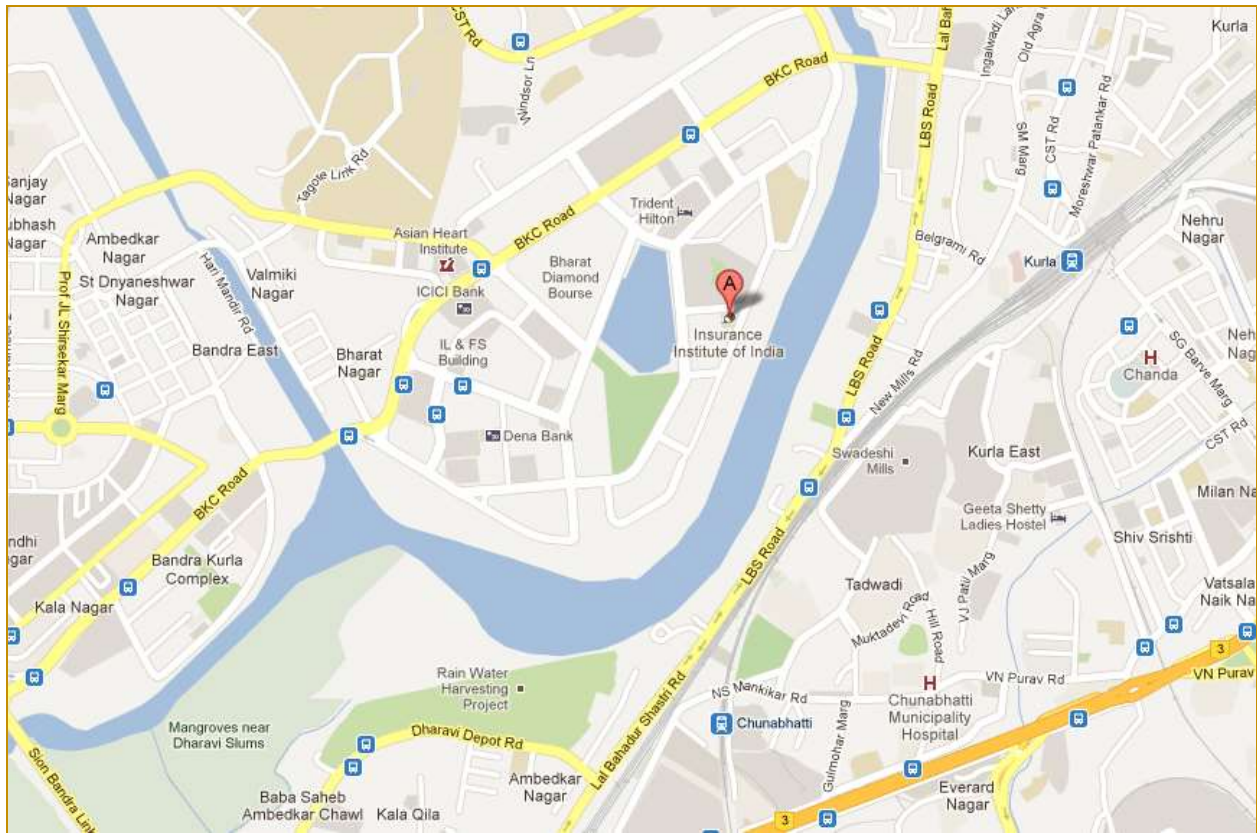 CST Rd
Windsor Ln
BKC Road
Lal Bahadur
Ingalwadi Lane
Old Agra
Kurla
LBS Road
SM Marg
CST Rd
Moreshwar Patankar Rd
Tagore Link Rd
Sanjay
Nagar
Ambedkar
Nagar
Nagar
St Dnyaneshwar
Nagar
Hari Mandir Rd
Valmiki
Nagar
Prof JL Shirsekar Marg
Asian Heart
Institute
BKC Road
Trident
Hilton
Belgrami Rd
Kurla
Nehru
Nagar
ICICI Bank
Bharat
Diamond
Bourse
A
Insurance
Institute of India
IL & FS
Building
Bandra East
Bharat
Nagar
LBS Road
New Mills Rd
SG Barve Marg
H
Chanda
CST Rd
Dena Bank
Swadeshi
Mills
Kurla East
BKC Road
Milan
Geeta Shetty
Ladies Hostel
Shiv Srishti
Bandra Kurla
Complex
Kala Nagar
LBS Road
Tadwadi
Muktadevi Road
Hill Road
VJ Patil Marg
Vatsala
Naik
3
VN Purav
Rain Water
Harvesting
Project
NS Mankikar Rd
H
VN Purav Rd
Chunabhatti
Municipality
Hospital
Chunabhatti
Mangroves near
Dharavi Slums
Dharavi Depot Rd
Lal Bahadur Shastri Rd
Gulmohar Marg
Sion Bandra Link
Ambedkar
Nagar
Baba Saheb
Ambedkar Chawl
Kala Qila
Everard
Nagar
3